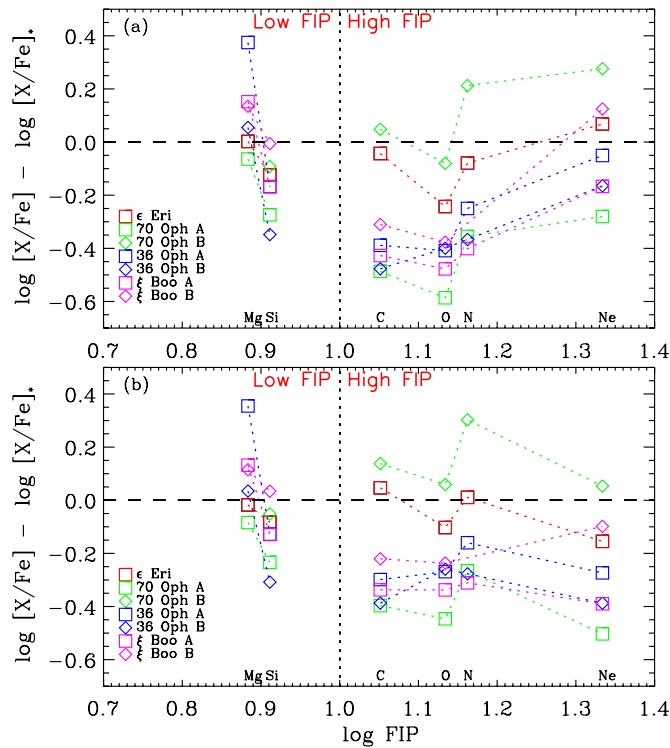 (a)
Low FIP
High FIP
log [X/Fe] − log [X/Fe]*
0.4
0.2
0.0
-0.2
-0.4
-0.6
ϵ Eri
70 Oph A
70 Oph B
36 Oph A
36 Oph B
ξ Boo A
ξ Boo B
Mg Si C O N Ne
0.7 0.8 0.9 1.0 1.1 1.2 1.3 1.4
(b)
Low FIP
High FIP
log [X/Fe] − log [X/Fe]*
0.4
0.2
0.0
-0.2
-0.4
-0.6
ϵ Eri
70 Oph A
70 Oph B
36 Oph A
36 Oph B
ξ Boo A
ξ Boo B
Mg Si C O N Ne
0.7 0.8 0.9 1.0 1.1 1.2 1.3 1.4
log FIP